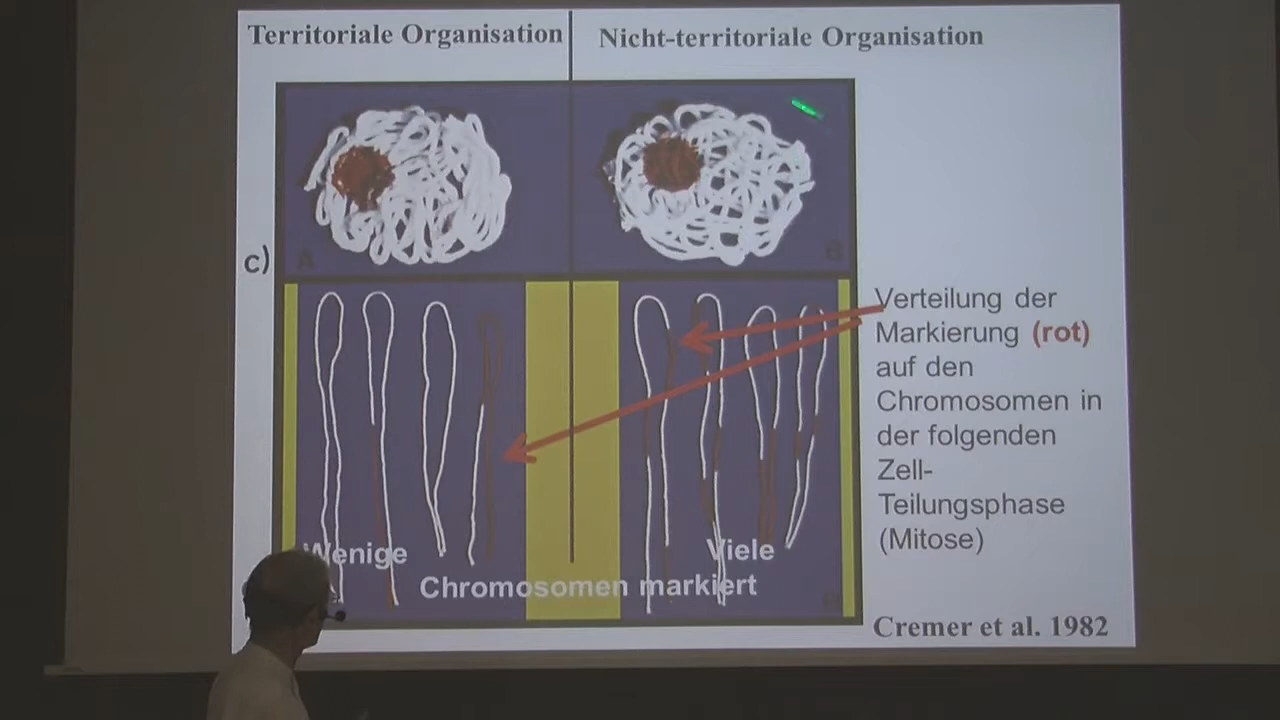 Territoriale Organisation
Nicht-territoriale Organisation
c)
A
B
Verteilung der
Markierung (rot)
auf den
Chromosomen in
der folgenden
Zell-
Teilungsphase
(Mitose)
Wenige
Viele
Chromosomen markiert
Cremer et al. 1982